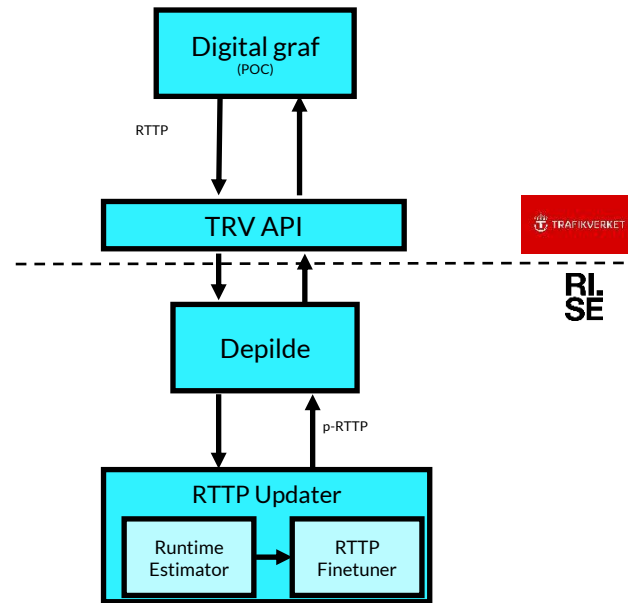 Digital graf
(POC)
RTTP
TRV API
TRAFIKVERKET
RI.
SE
Depilde
p-RTTP
RTTP Updater
Runtime
Estimator
RTTP
Finetuner